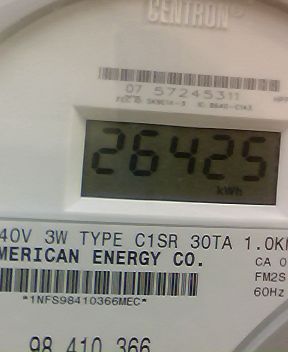 CENTRON®
07 57245311
26425
kWh
40V 3W TYPE C1SR 30TA 1.0K
MERICAN ENERGY CO.
CA 0
FM2S
*1NFS98410366MEC*
60Hz
98 410 366